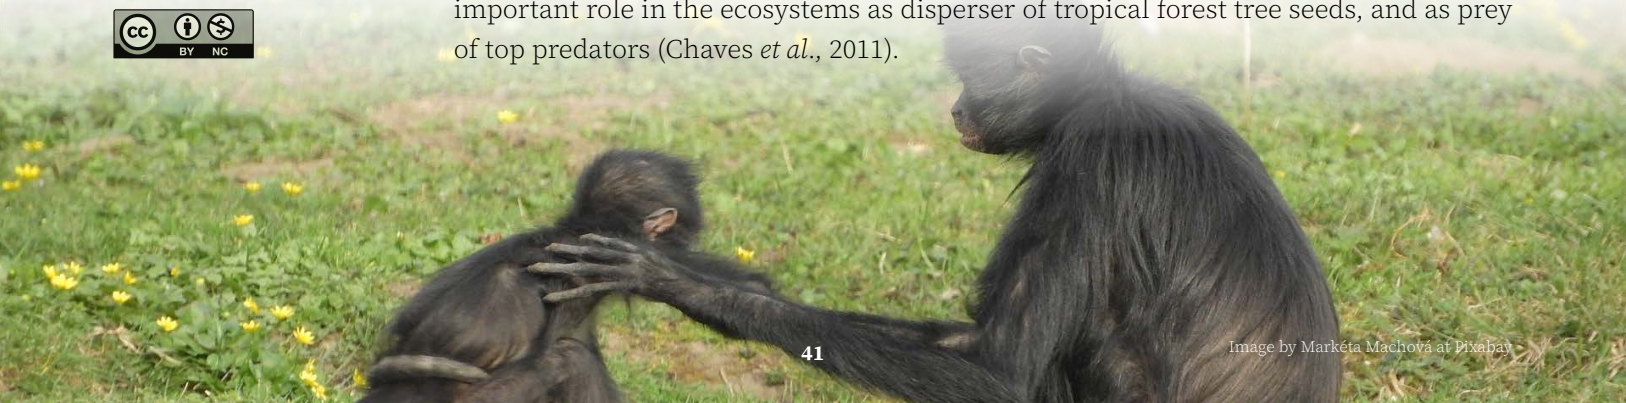 important role in the ecosystems as disperser of tropical forest tree seeds, and as prey
of top predators (Chaves et al., 2011).
cc
BY NC
41
Image by Markéta Machová at Pixabay